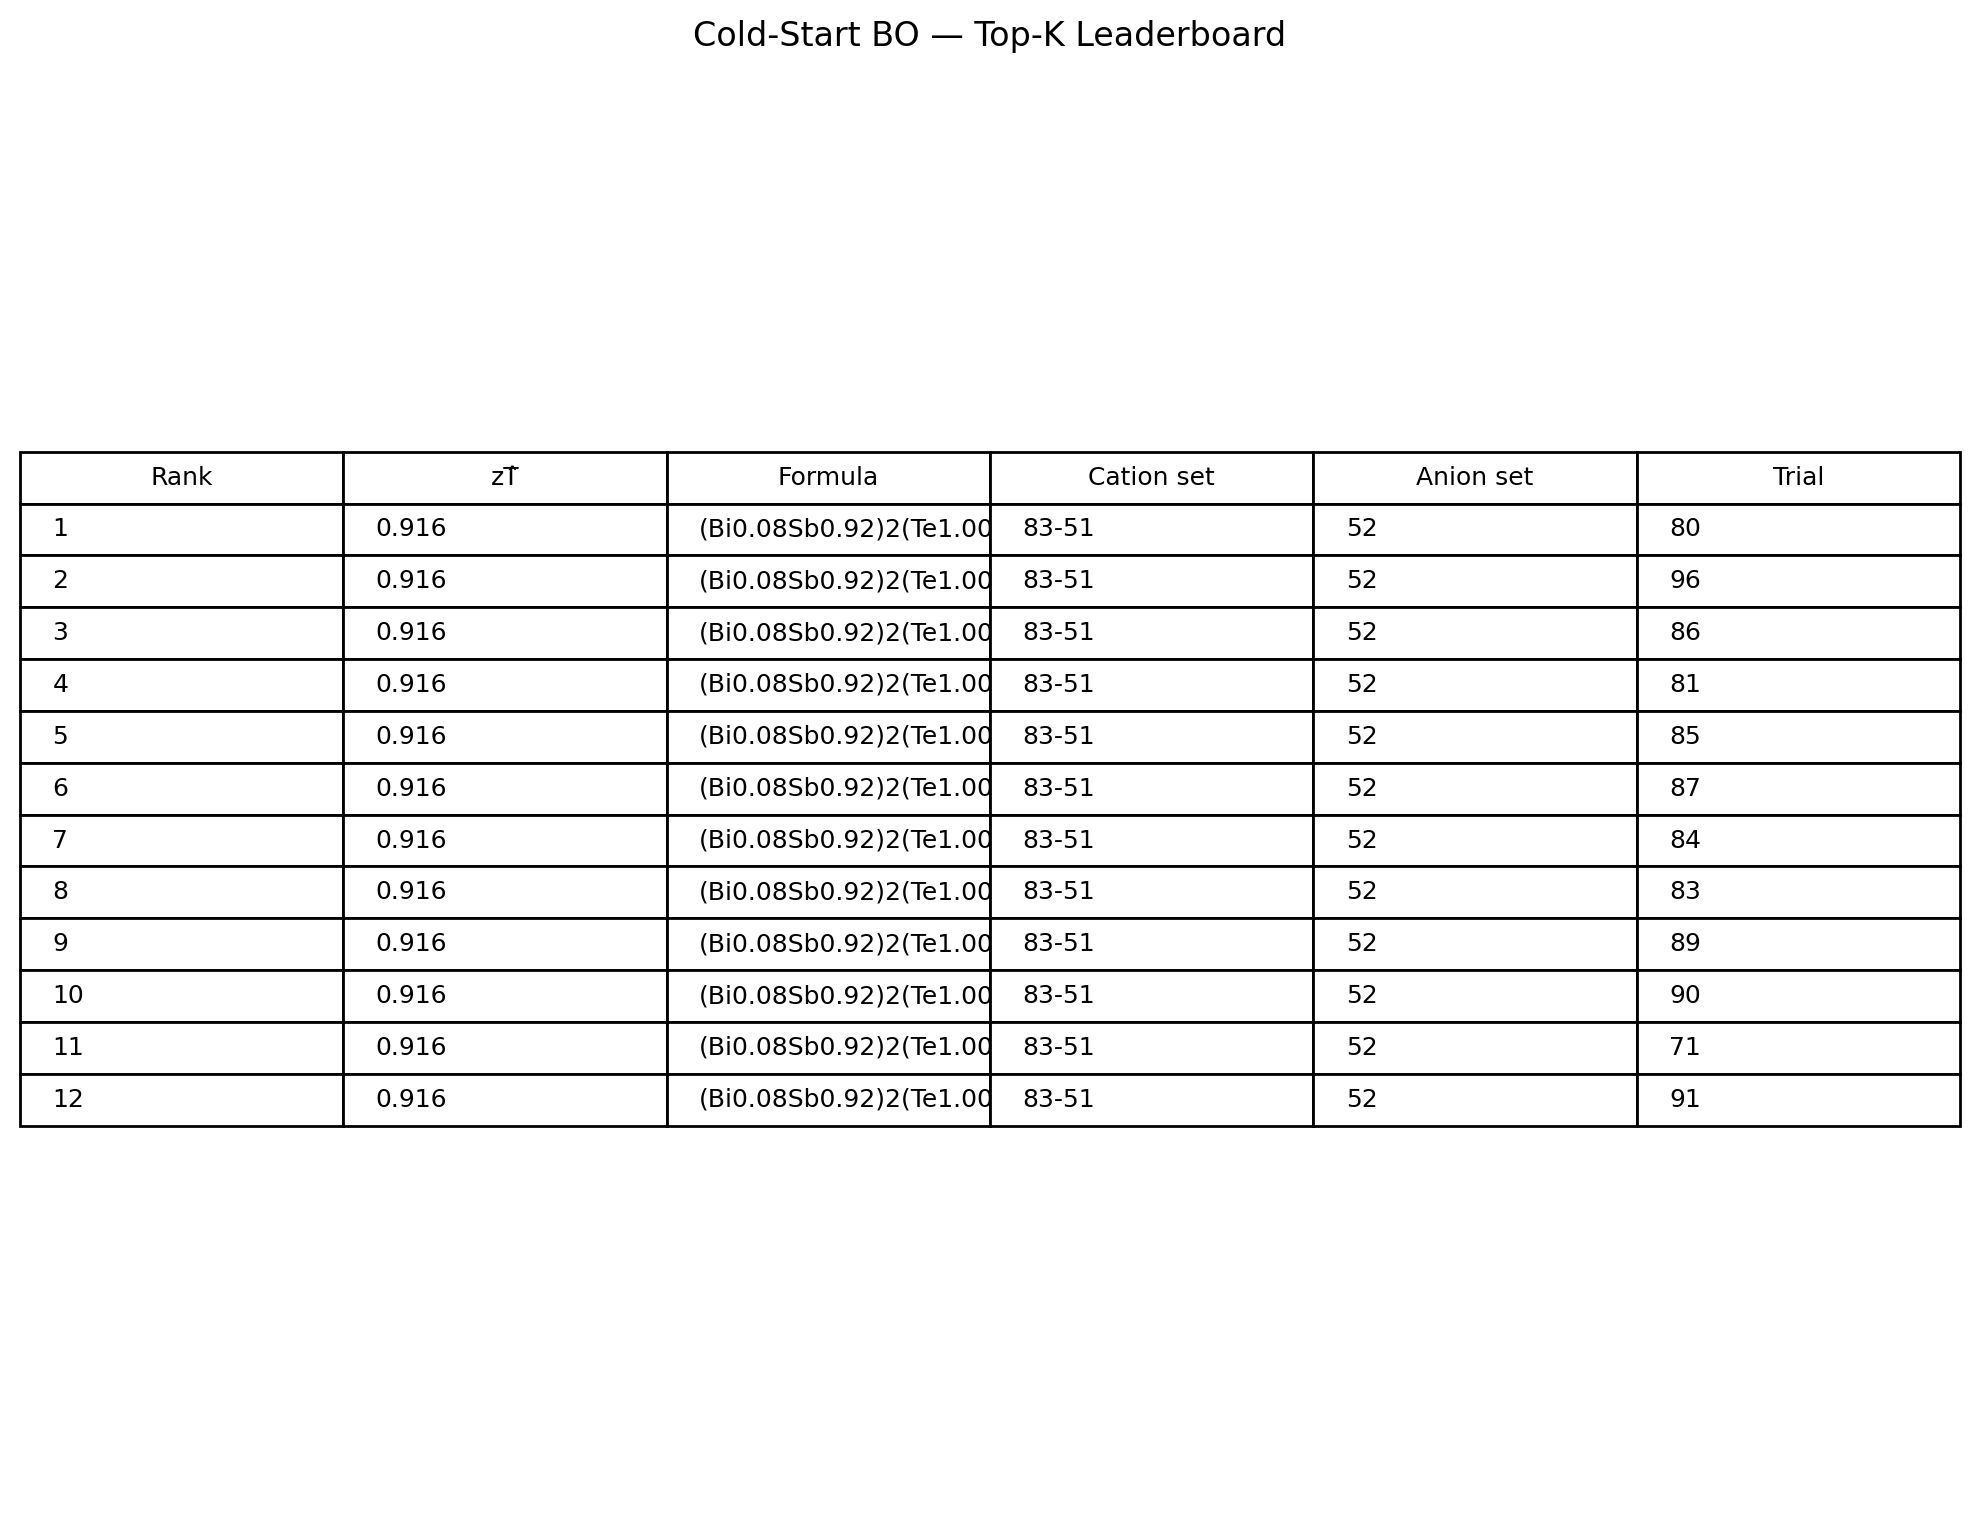 Cold-Start BO — Top-K Leaderboard
Rank zT̂ Formula Cation set Anion set Trial
1 0.916 (Bi0.08Sb0.92)2(Te1.00 83-51 52 80
2 0.916 (Bi0.08Sb0.92)2(Te1.00 83-51 52 96
3 0.916 (Bi0.08Sb0.92)2(Te1.00 83-51 52 86
4 0.916 (Bi0.08Sb0.92)2(Te1.00 83-51 52 81
5 0.916 (Bi0.08Sb0.92)2(Te1.00 83-51 52 85
6 0.916 (Bi0.08Sb0.92)2(Te1.00 83-51 52 87
7 0.916 (Bi0.08Sb0.92)2(Te1.00 83-51 52 84
8 0.916 (Bi0.08Sb0.92)2(Te1.00 83-51 52 83
9 0.916 (Bi0.08Sb0.92)2(Te1.00 83-51 52 89
10 0.916 (Bi0.08Sb0.92)2(Te1.00 83-51 52 90
11 0.916 (Bi0.08Sb0.92)2(Te1.00 83-51 52 71
12 0.916 (Bi0.08Sb0.92)2(Te1.00 83-51 52 91